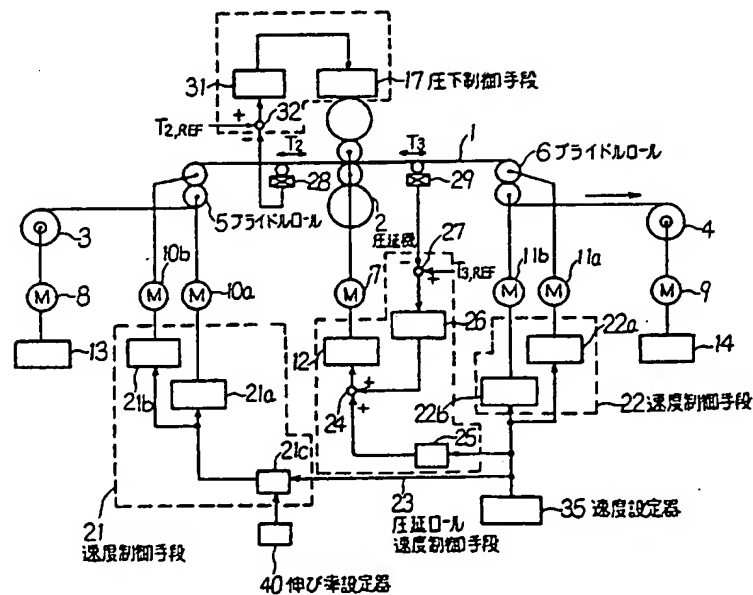 31
17 圧下制御手段
32
T2,REF
+
−
T2
T3
1
6 ブライドルロール
28
29
5 ブライドルロール
2
圧延機
3
4
27
−
+
T3,REF
10b
10a
7
11b
11a
M
M
M
M
M
8
M
M
9
26
22a
13
12
14
21b
21a
24
+
+
22b
22 速度制御手段
25
21c
21
速度制御手段
23
圧延ロール
速度制御手段
35 速度設定器
40 伸び率設定器